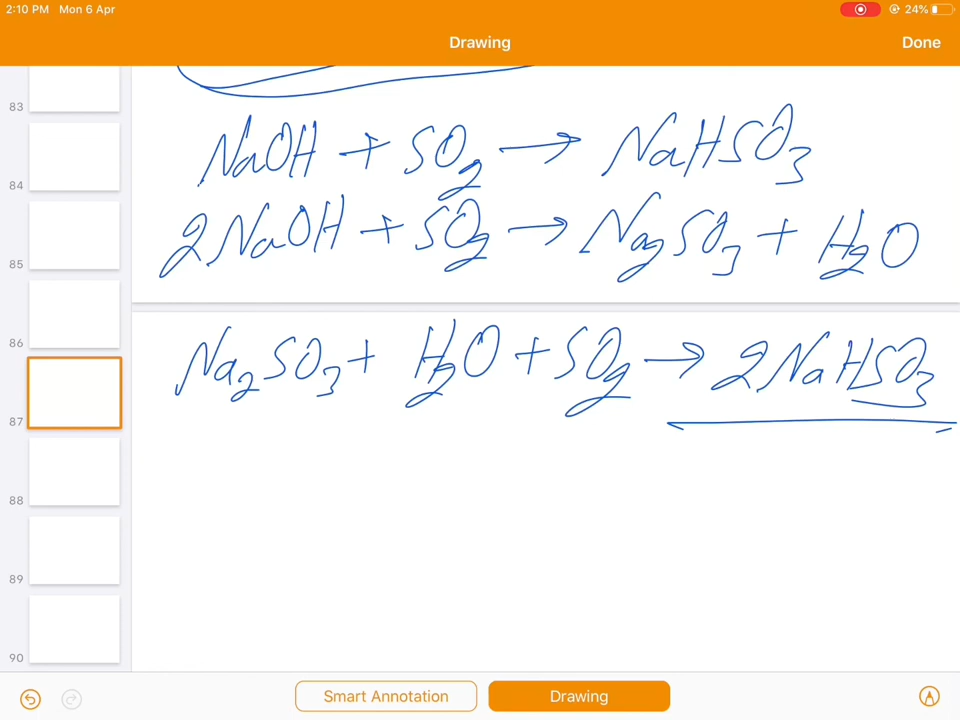 2:10 PM Mon 6 Apr
24%
Drawing
Done
83
NaOH + SO2 → NaHSO3
84
2NaOH + SO2 → Na2SO3 + H2O
85
86
Na2SO3 + H2O + SO2 → 2NaHSO3
87
88
89
90
Smart Annotation
Drawing